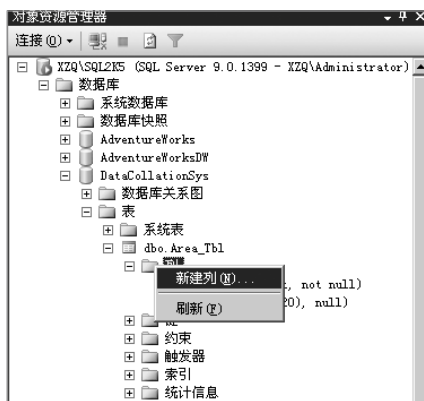 对象资源管理器
连接(O)
XZQ\SQL2K5 (SQL Server 9.0.1399 - XZQ\Administrator)
数据库
系统数据库
数据库快照
AdventureWorks
AdventureWorksDW
DataCollationSys
数据库关系图
表
系统表
dbo.Area_Tbl
新建列(N)...
, not null)
刷新(F)
20), null)
约束
触发器
索引
统计信息